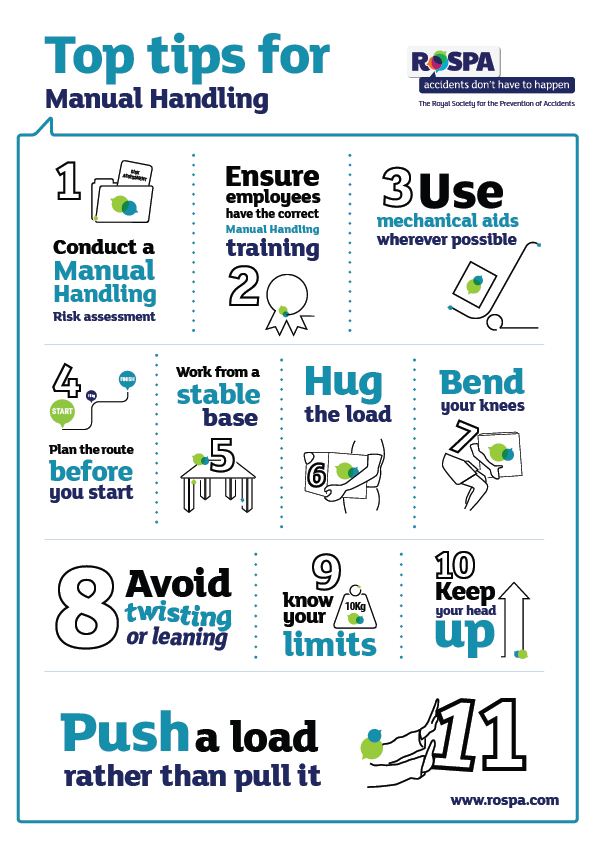 Top tips for
Manual Handling
ROSPA
accidents don't have to happen
The Royal Society for the Prevention of Accidents
1
RISK
ASSESSMENT
Conduct a
Manual
Handling
Risk assessment
Ensure
employees
have the correct
Manual Handling
training
2
3 Use
mechanical aids
wherever possible
4
START
FINISH
Plan the route
before
you start
Work from a
stable
base
5
Hug
the load
6
Bend
your knees
7
8 Avoid
twisting
or leaning
9
know
your
10Kg
limits
10
Keep
your head
up
Push a load
rather than pull it
11
www.rospa.com